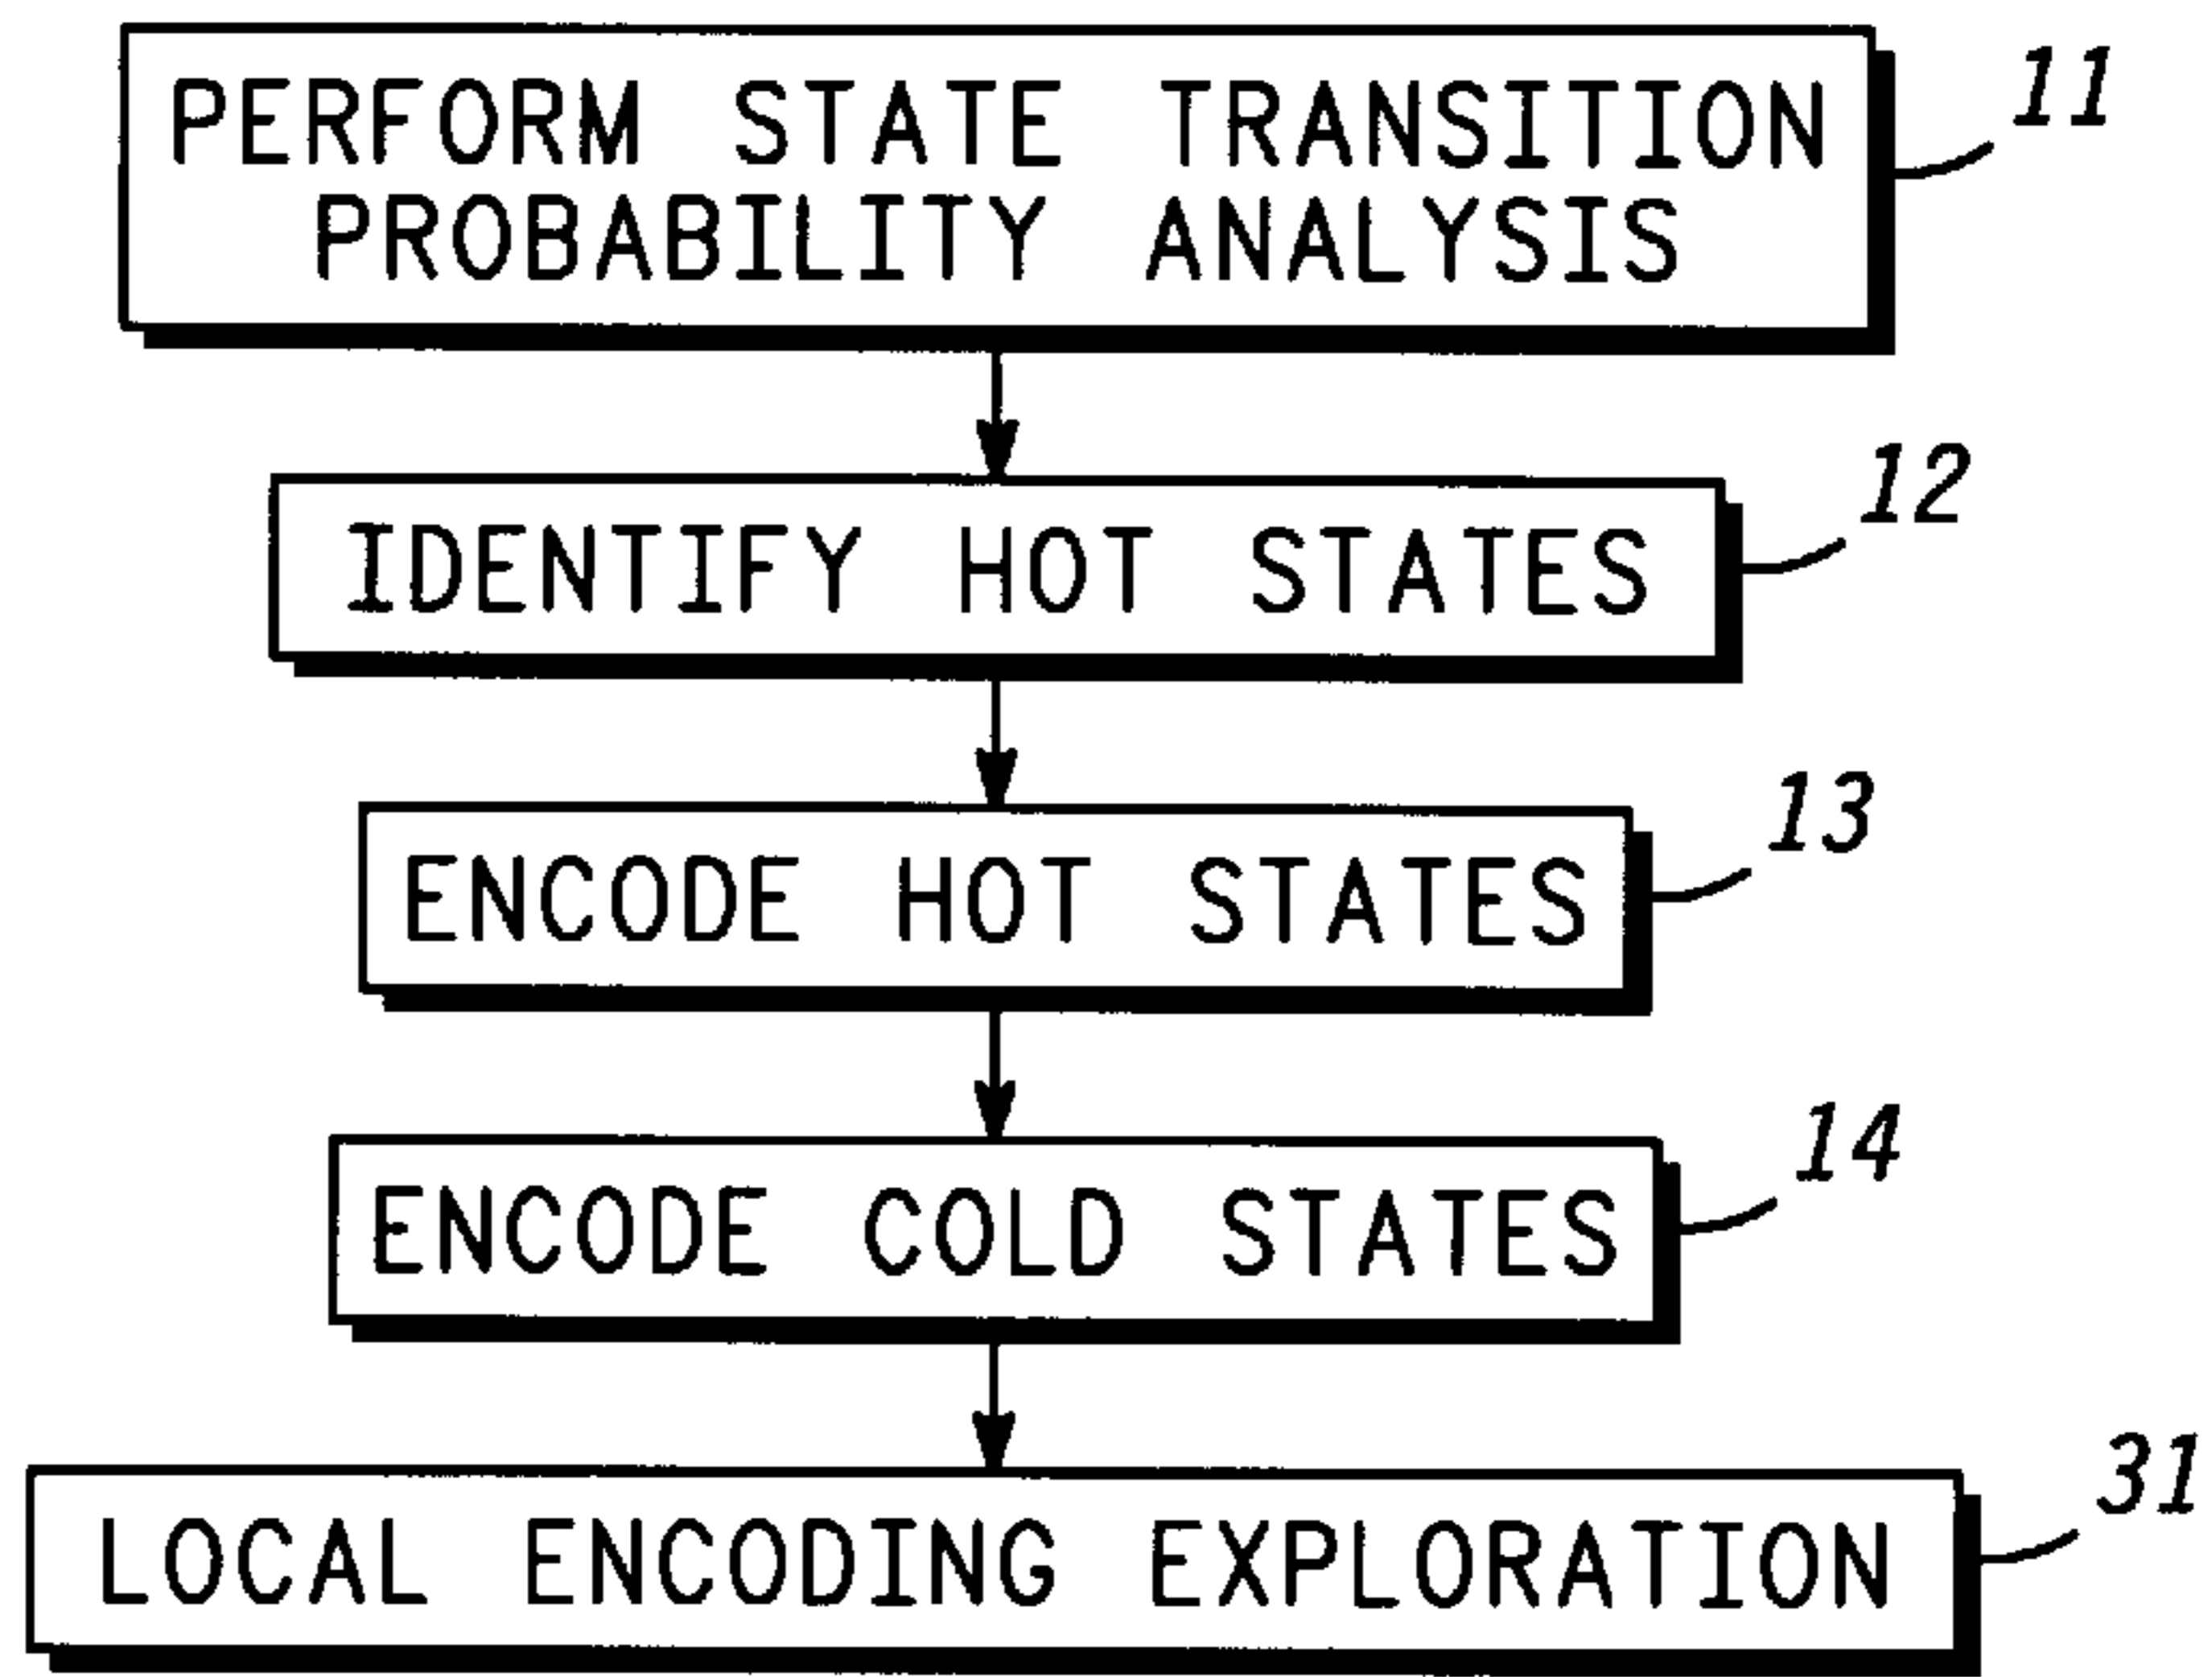 PERFORM STATE TRANSITION
PROBABILITY ANALYSIS
11
IDENTIFY HOT STATES
12
ENCODE HOT STATES
13
ENCODE COLD STATES
14
LOCAL ENCODING EXPLORATION
31